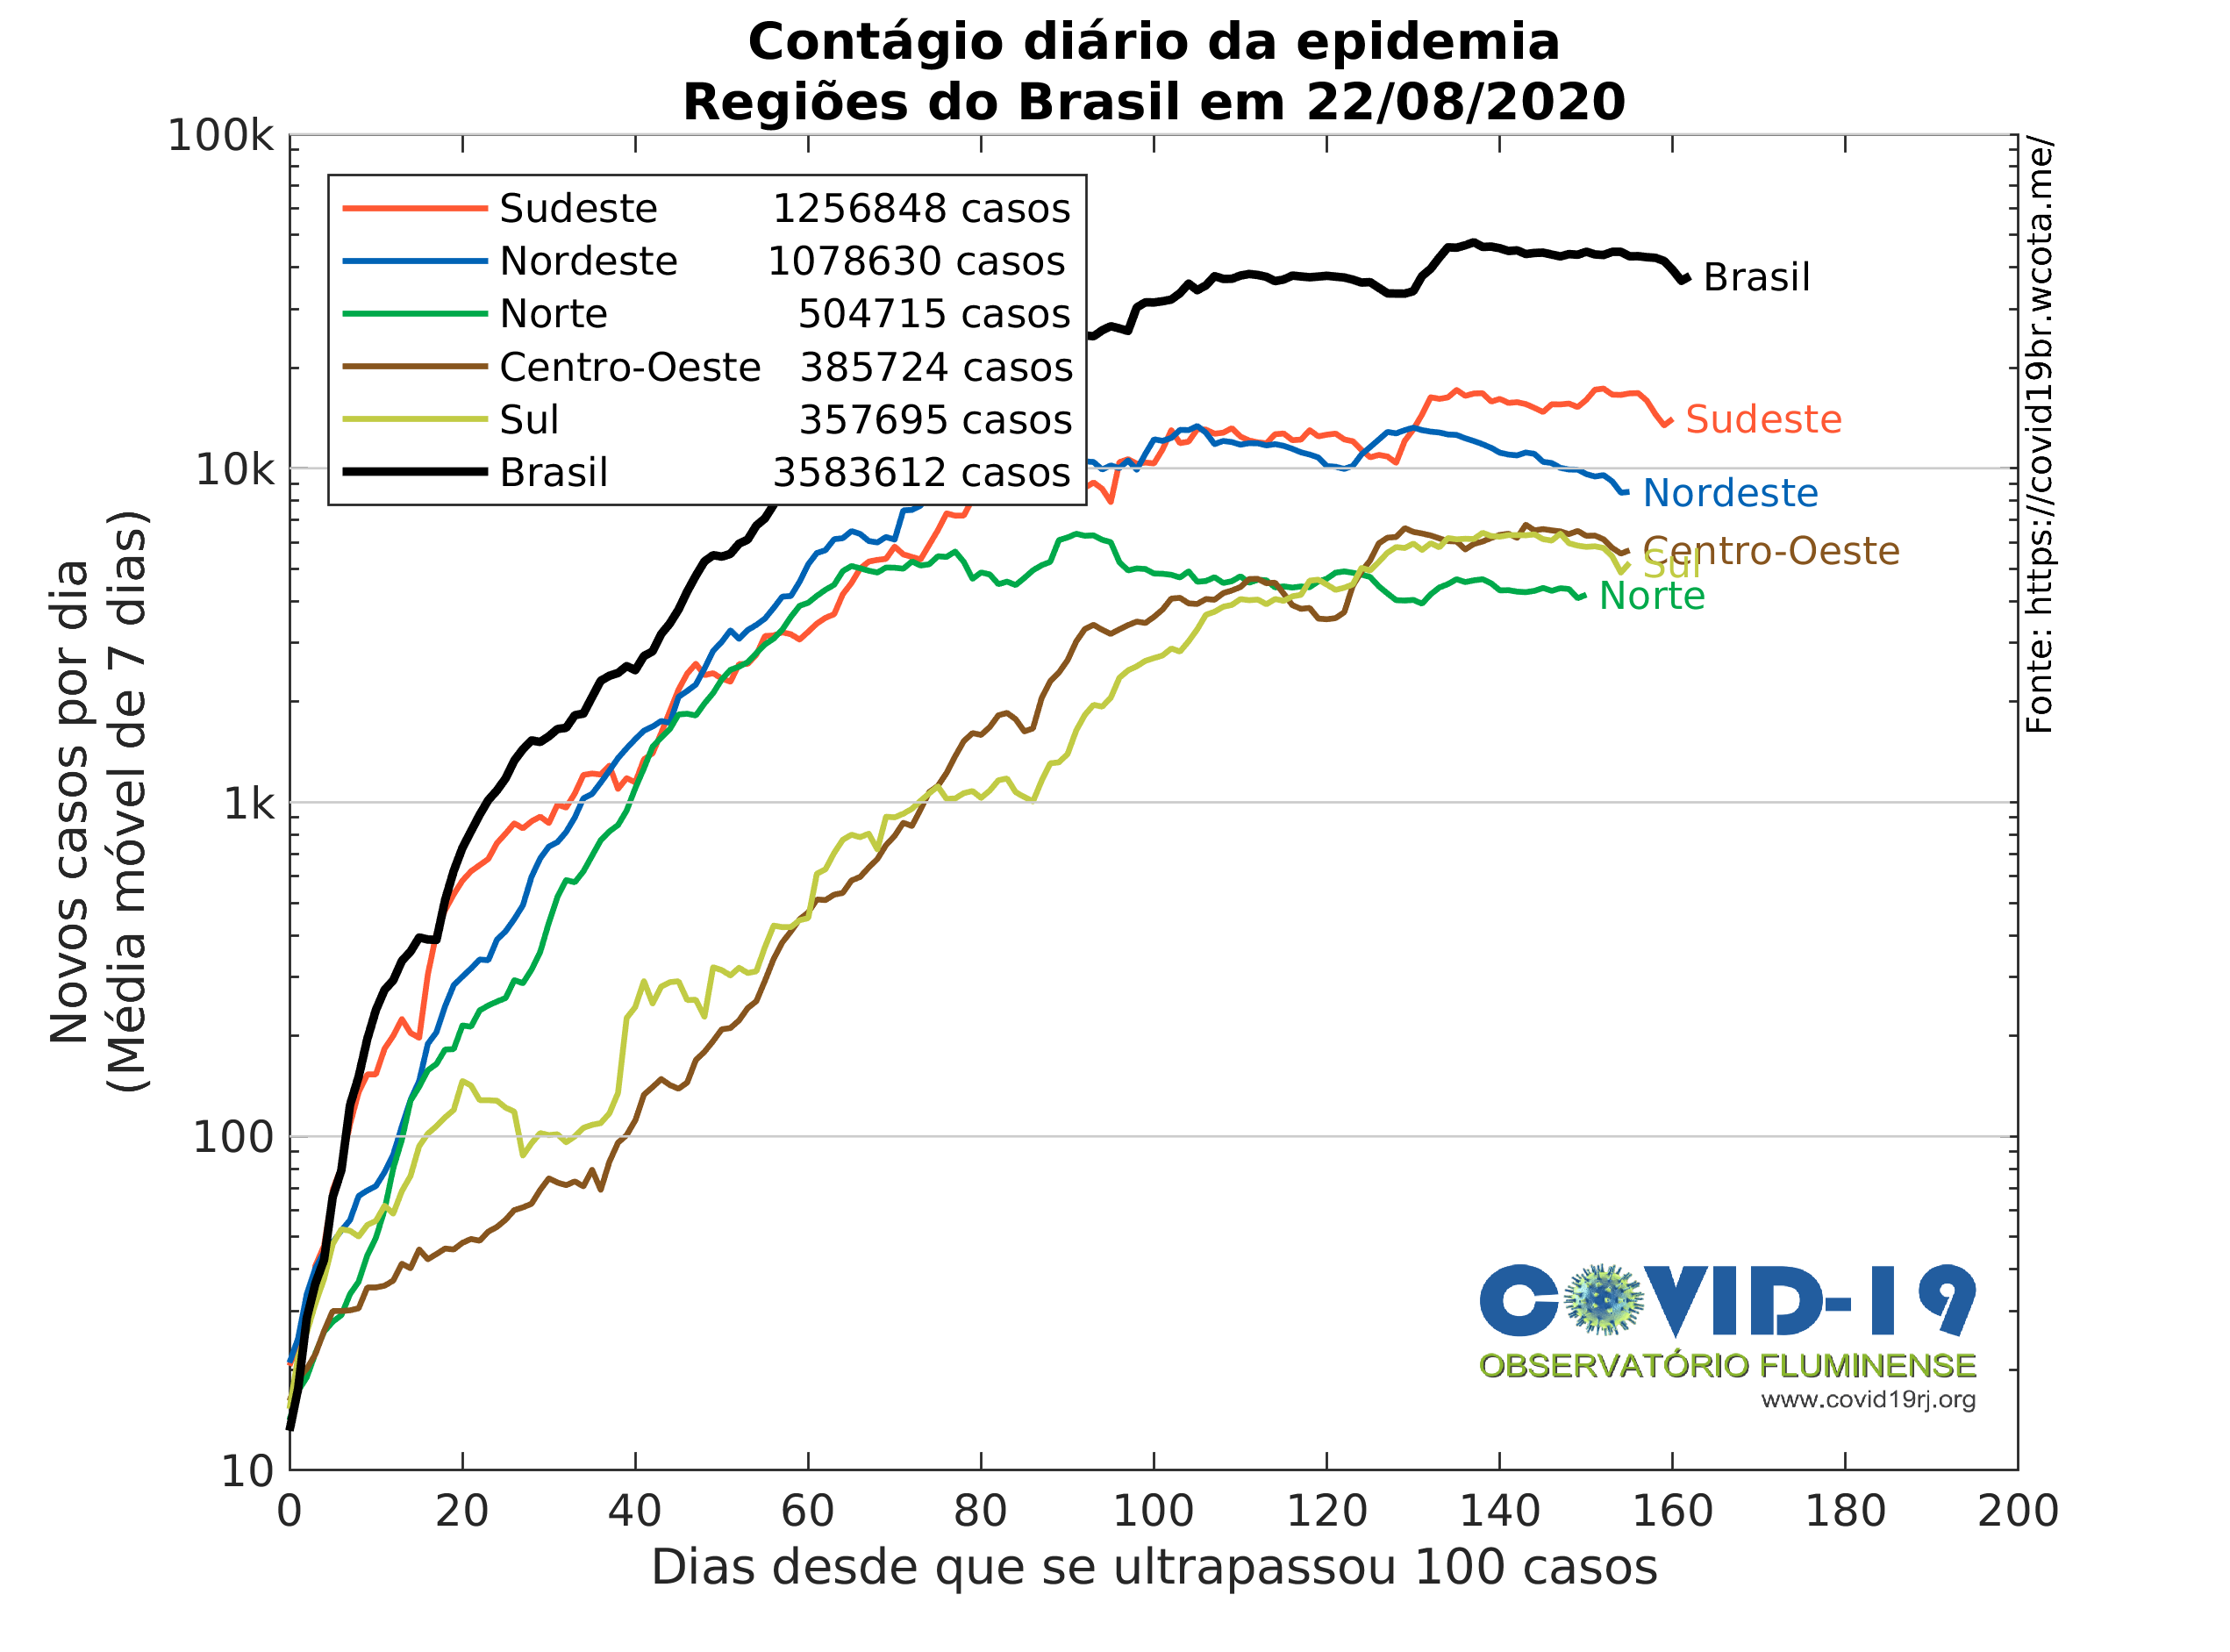 Contágio diário da epidemia
Regiões do Brasil em 22/08/2020
100k
10k
1k
100
10
Novos casos por dia
(Média móvel de 7 dias)
Sudeste 1256848 casos
Nordeste 1078630 casos
Norte 504715 casos
Centro-Oeste 385724 casos
Sul 357695 casos
Brasil 3583612 casos
Brasil
Sudeste
Nordeste
Centro-Oeste
Sul
Norte
Fonte: https://covid19br.wcota.me/
COVID-19
OBSERVATÓRIO FLUMINENSE
www.covid19rj.org
0 20 40 60 80 100 120 140 160 180 200
Dias desde que se ultrapassou 100 casos